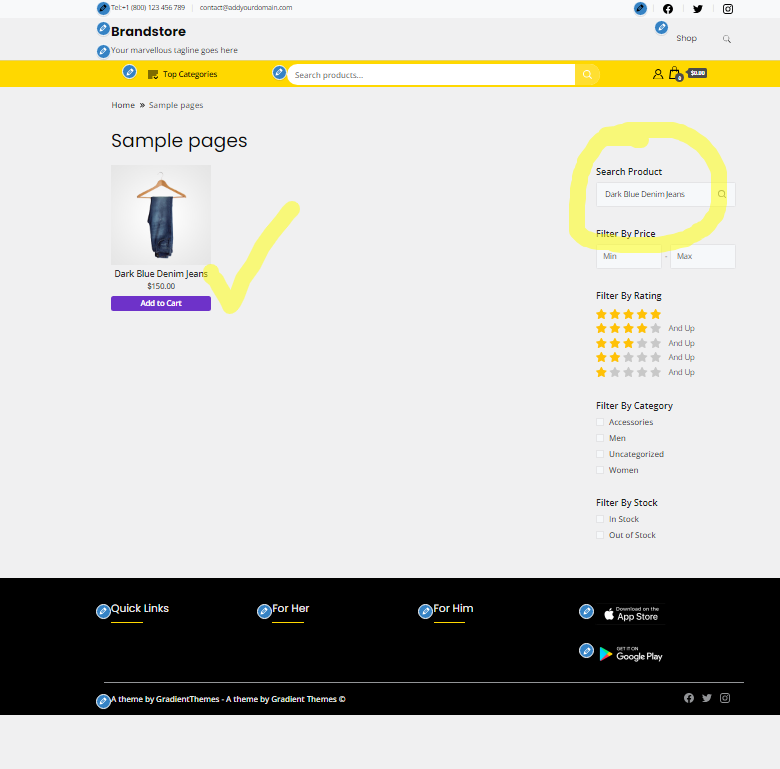 Tel:+1 (800) 123 456 789 contact@addyourdomain.com
Brandstore
Your marvellous tagline goes here
Shop
Top Categories
Search products...
0 $0.00
Home » Sample pages
Sample pages
Dark Blue Denim Jeans
$150.00
Add to Cart
Search Product
Dark Blue Denim Jeans
Filter By Price
Min - Max
Filter By Rating
And Up
And Up
And Up
And Up
Filter By Category
Accessories
Men
Uncategorized
Women
Filter By Stock
In Stock
Out of Stock
Quick Links
For Her
For Him
Download on the
App Store
GET IT ON
Google Play
A theme by GradientThemes - A theme by Gradient Themes ©